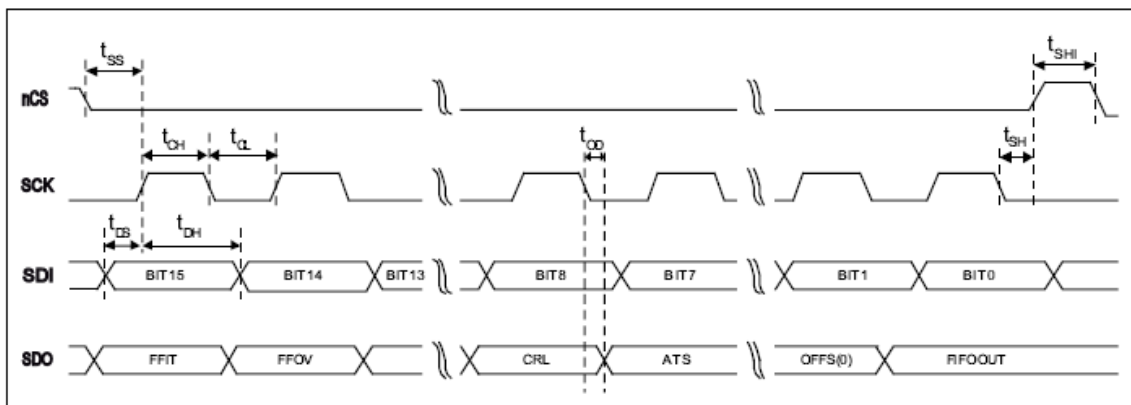 tSS
tSHI
nCS
tCH
tCL
tOD
tSH
SCK
tDS
tDH
SDI
BIT15
BIT14
BIT13
BIT8
BIT7
BIT1
BIT0
SDO
FFIT
FFOV
CRL
ATS
OFFS(0)
FIFOOUT